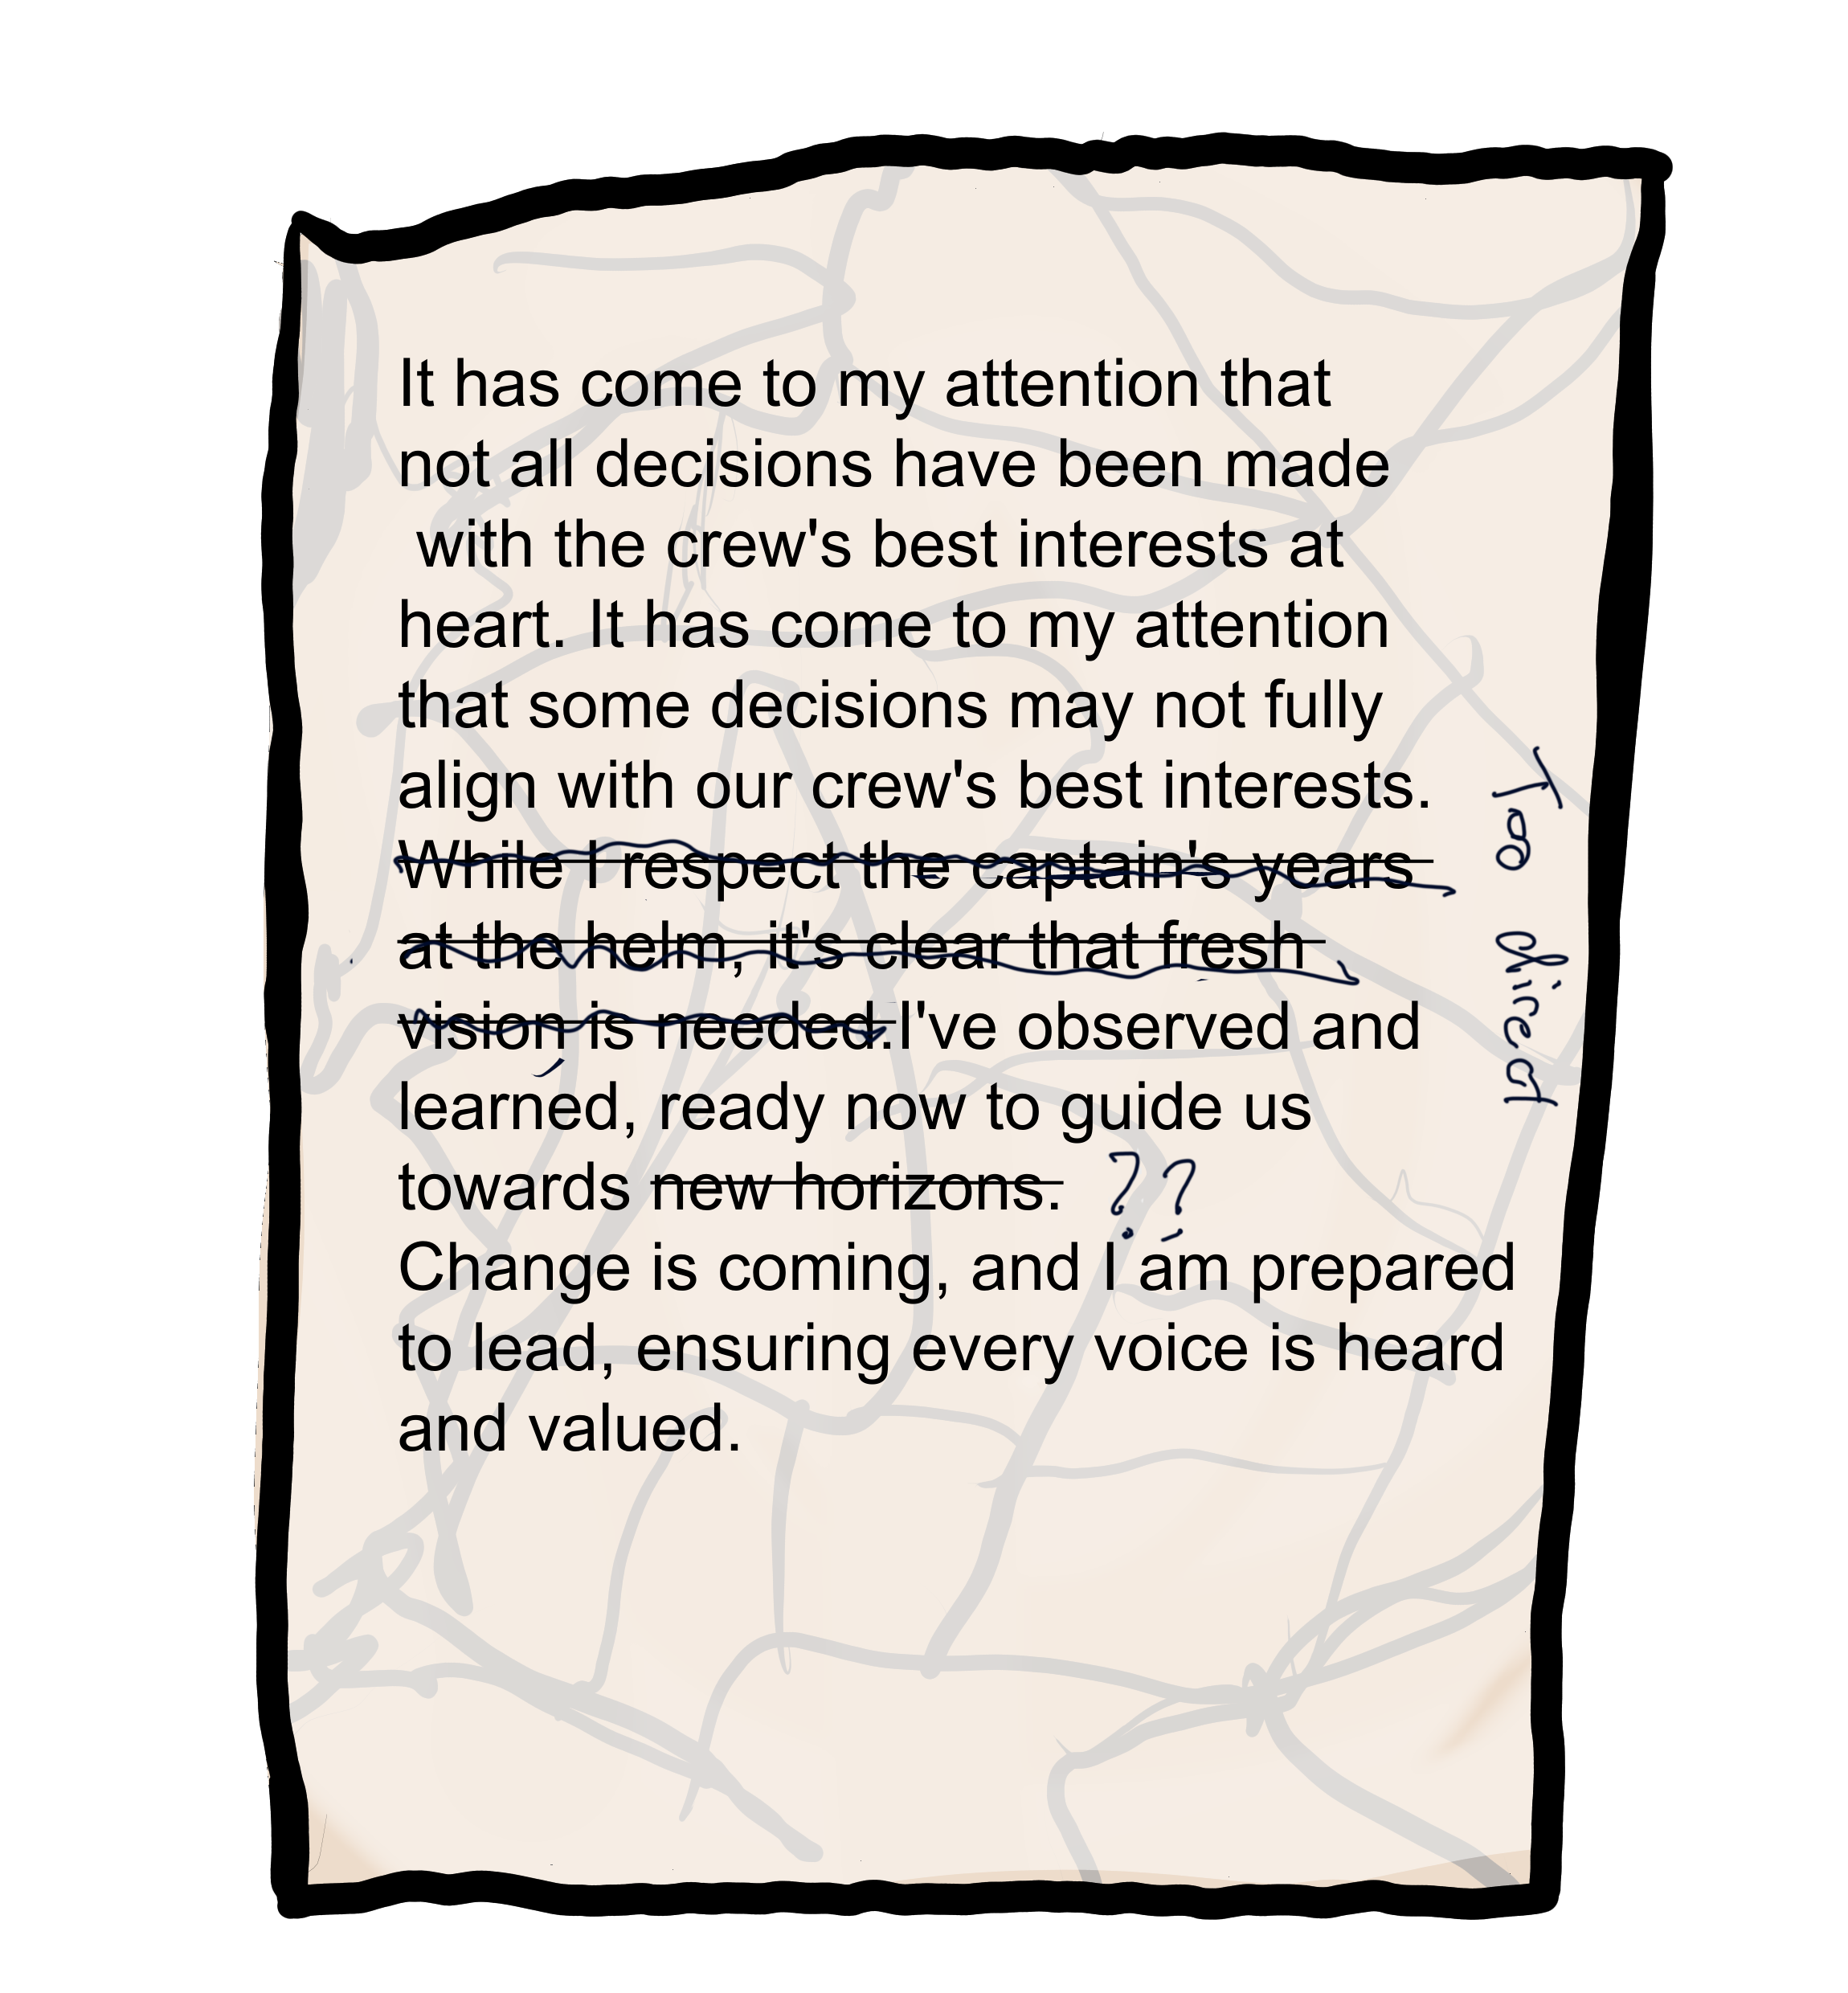 It has come to my attention that
not all decisions have been made
with the crew's best interests at
heart. It has come to my attention
that some decisions may not fully
align with our crew's best interests.
While I respect the captain's years
at the helm, it's clear that fresh
vision is needed.I've observed and
learned, ready now to guide us
towards new horizons. ??
Change is coming, and I am prepared
to lead, ensuring every voice is heard
and valued.
Too direct